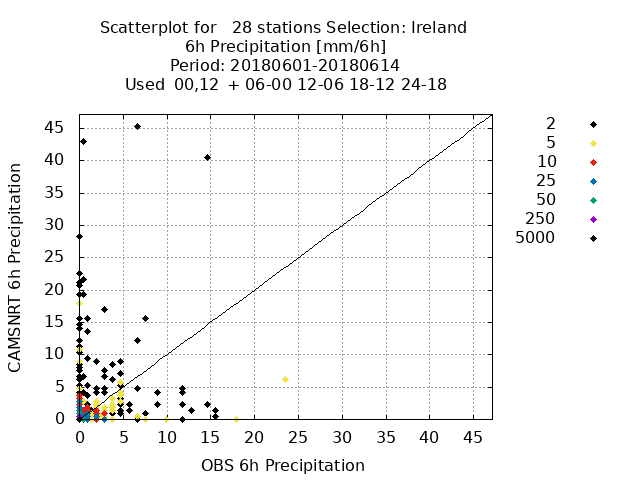 Scatterplot for   28 stations Selection: Ireland
6h Precipitation [mm/6h]
Period: 20180601-20180614
Used  00,12  + 06-00 12-06 18-12 24-18
CAMSNRT 6h Precipitation
45
40
35
30
25
20
15
10
5
0
0 5 10 15 20 25 30 35 40 45
OBS 6h Precipitation
2
5
10
25
50
250
5000